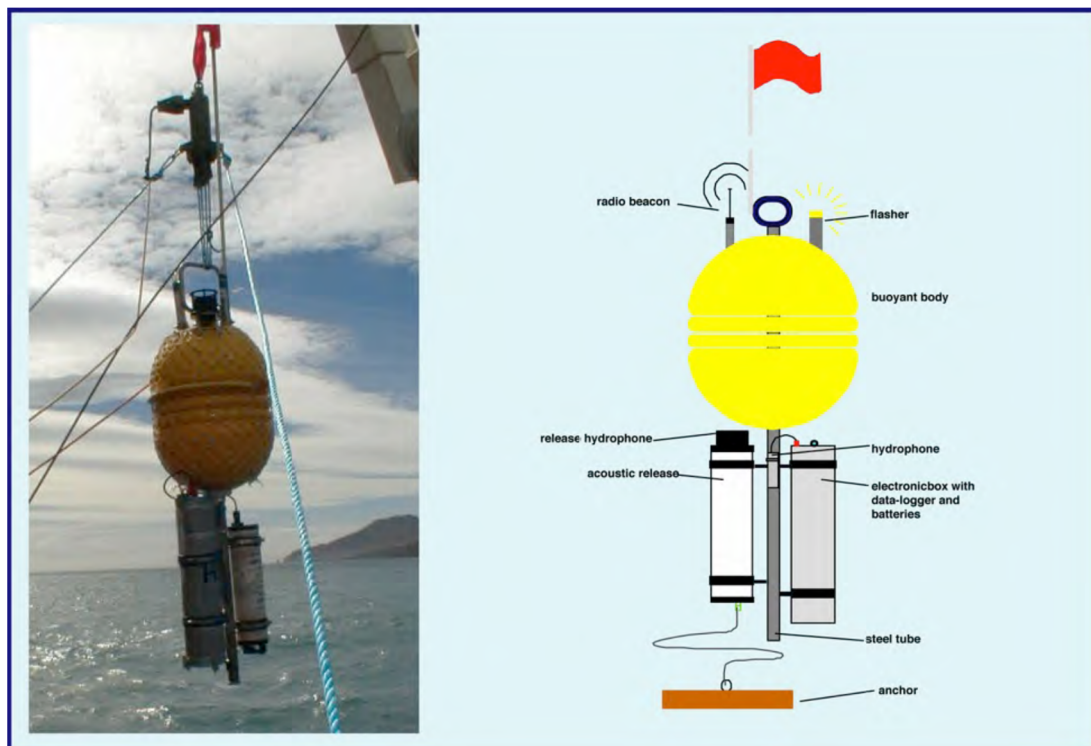 radio beacon
flasher
buoyant body
release hydrophone
hydrophone
acoustic release
electronicbox with
data-logger and
batteries
steel tube
anchor